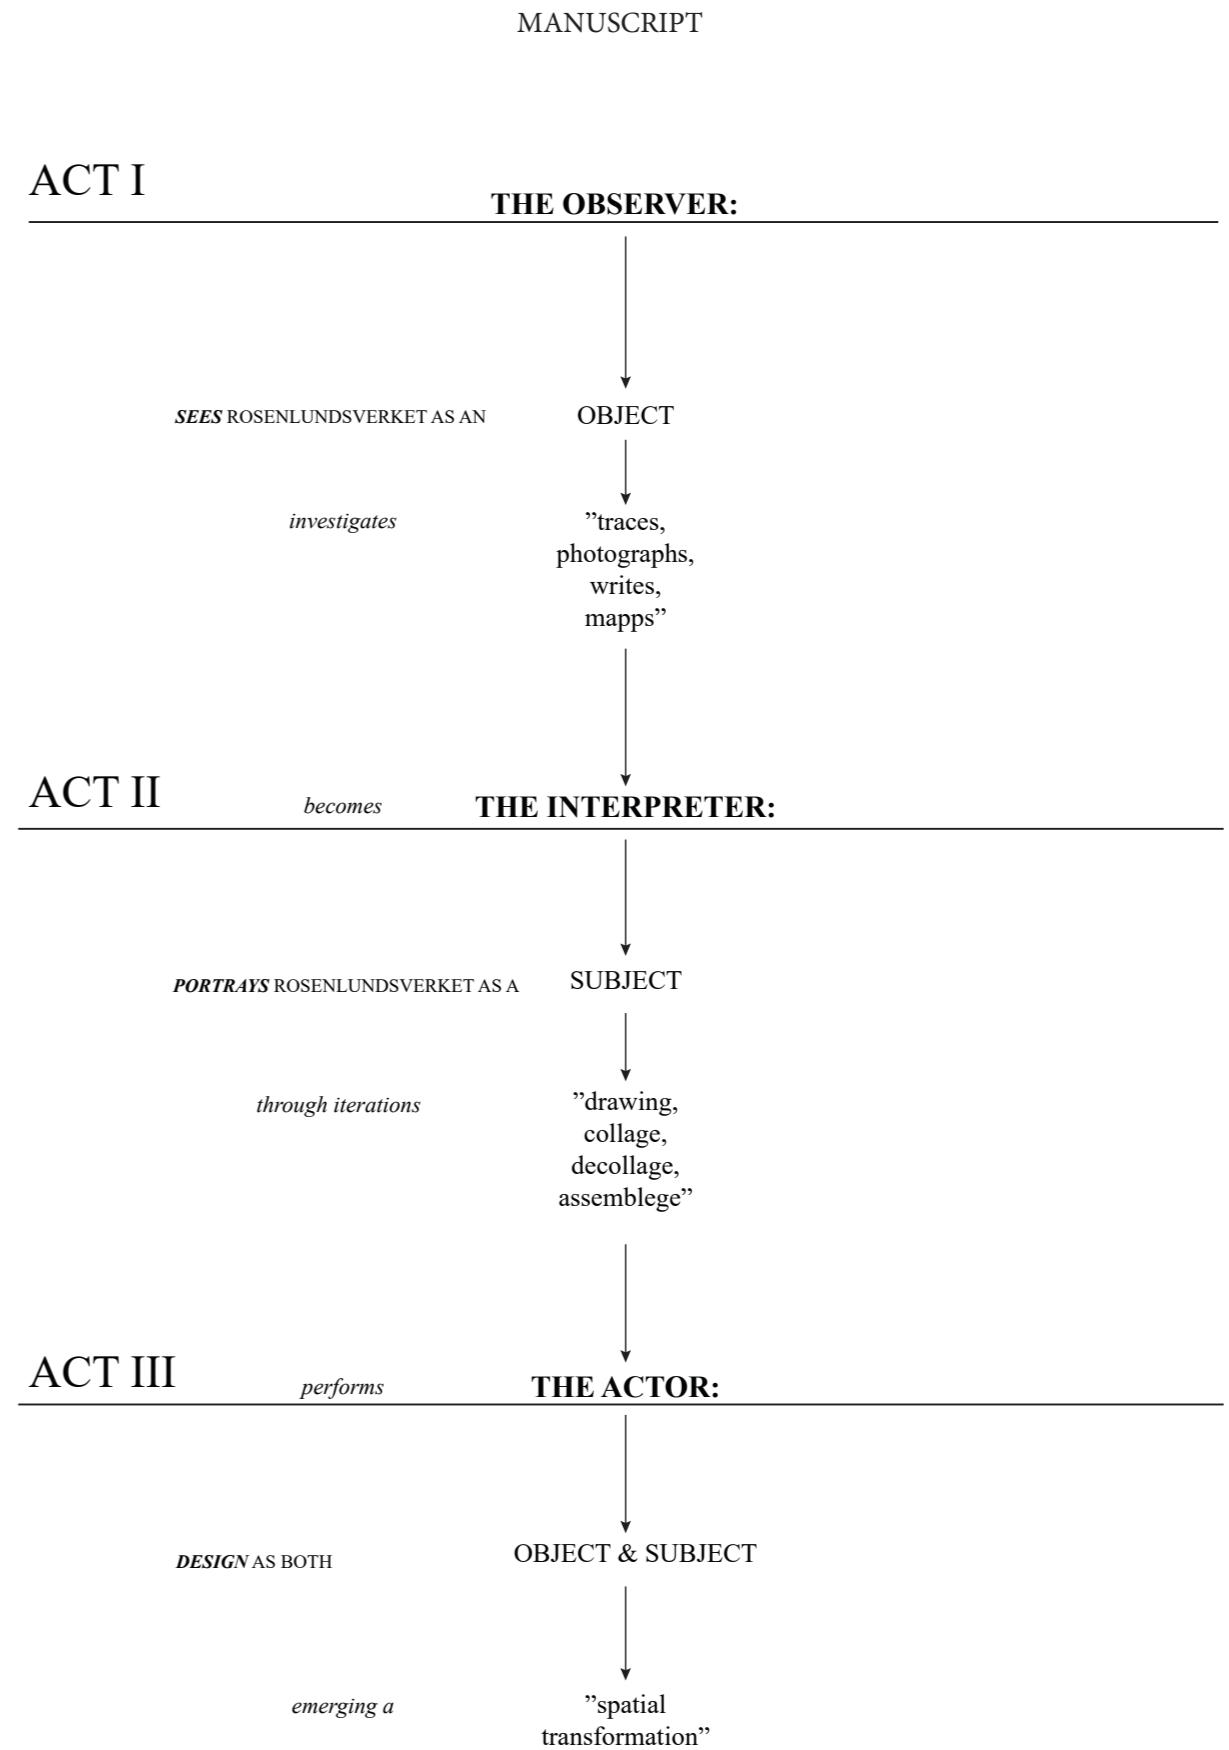 MANUSCRIPT
ACT I
THE OBSERVER:
SEES ROSENLUNDSVERKET AS AN OBJECT
investigates ”traces,
photographs,
writes,
mapps”
ACT II becomes THE INTERPRETER:
PORTRAYS ROSENLUNDSVERKET AS A SUBJECT
through iterations ”drawing,
collage,
decollage,
assemblege”
ACT III performs THE ACTOR:
DESIGN AS BOTH OBJECT & SUBJECT
emerging a ”spatial
transformation”